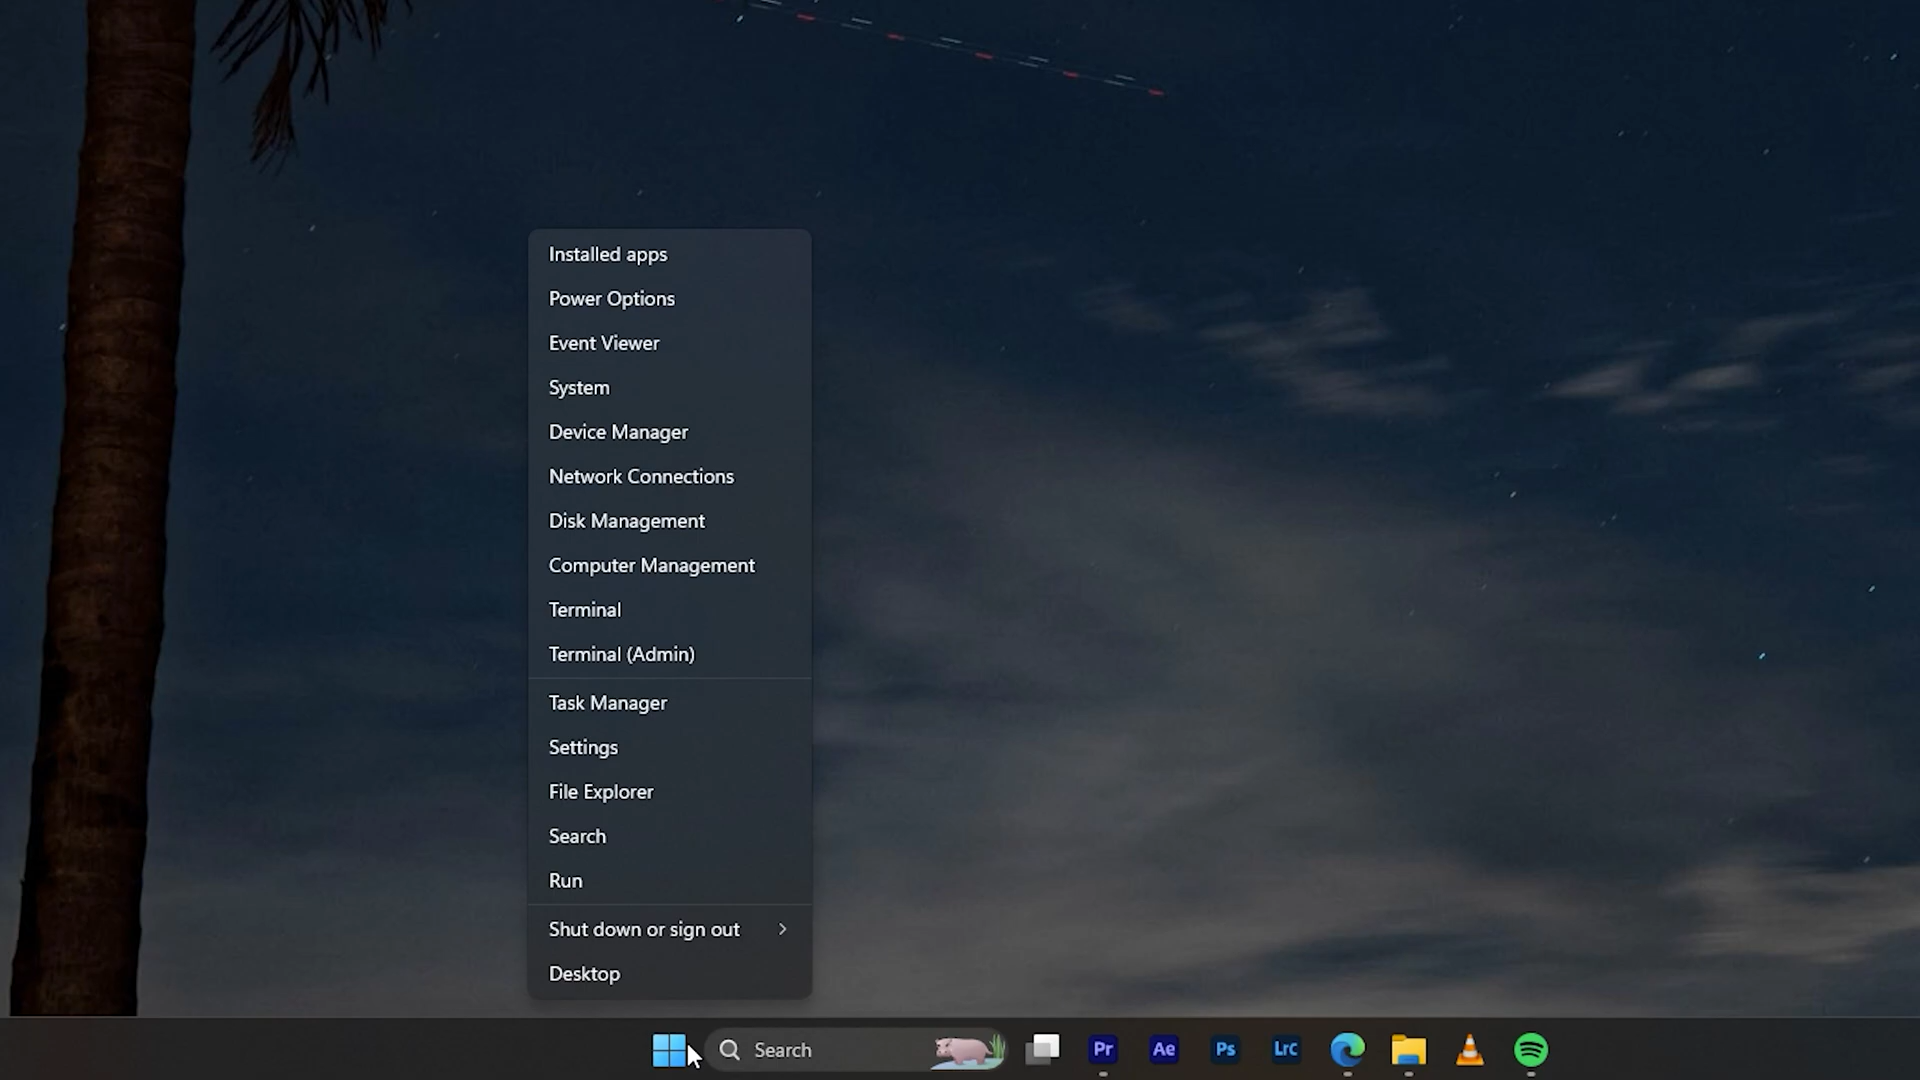 Installed apps
Power Options
Event Viewer
System
Device Manager
Network Connections
Disk Management
Computer Management
Terminal
Terminal (Admin)
Task Manager
Settings
File Explorer
Search
Run
Shut down or sign out
Desktop
Search
Pr
Ae
Ps
LrC